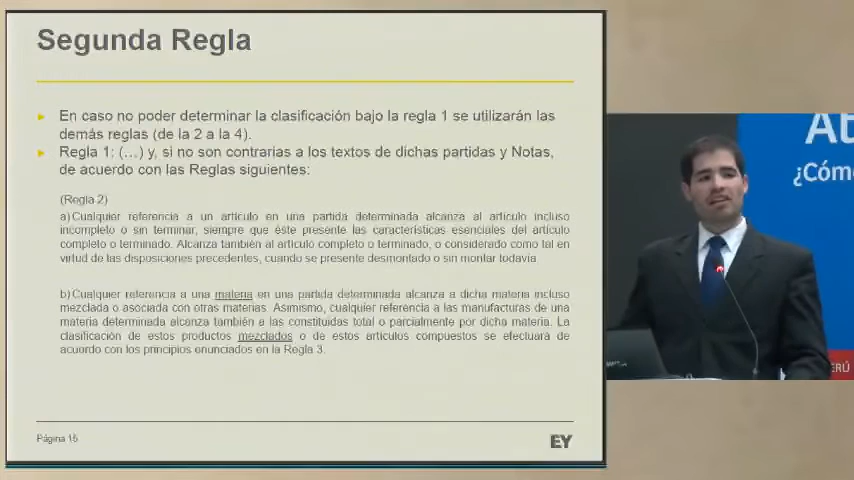 Segunda Regla
En caso no poder determinar la clasificación bajo la regla 1 se utilizarán las
demás reglas (de la 2 a la 4).
Regla 1: (…) y, si no son contrarias a los textos de dichas partidas y Notas,
de acuerdo con las Reglas siguientes:
(Regla 2)
a) Cualquier referencia a un artículo en una partida determinada alcanza al artículo incluso
incompleto o sin terminar, siempre que éste presente las características esenciales del artículo
completo o terminado. Alcanza también al artículo completo o terminado, o considerado como tal en
virtud de las disposiciones precedentes, cuando se presente desmontado o sin montar todavía.
b) Cualquier referencia a una materia en una partida determinada alcanza a dicha materia incluso
mezclada o asociada con otras materias. Asimismo, cualquier referencia a las manufacturas de una
materia determinada alcanza también a las constituidas total o parcialmente por dicha materia. La
clasificación de estos productos mezclados o de estos artículos compuestos se efectuará de
acuerdo con los principios enunciados en la Regla 3.
Página 15
EY
¿Cóm
ERÚ